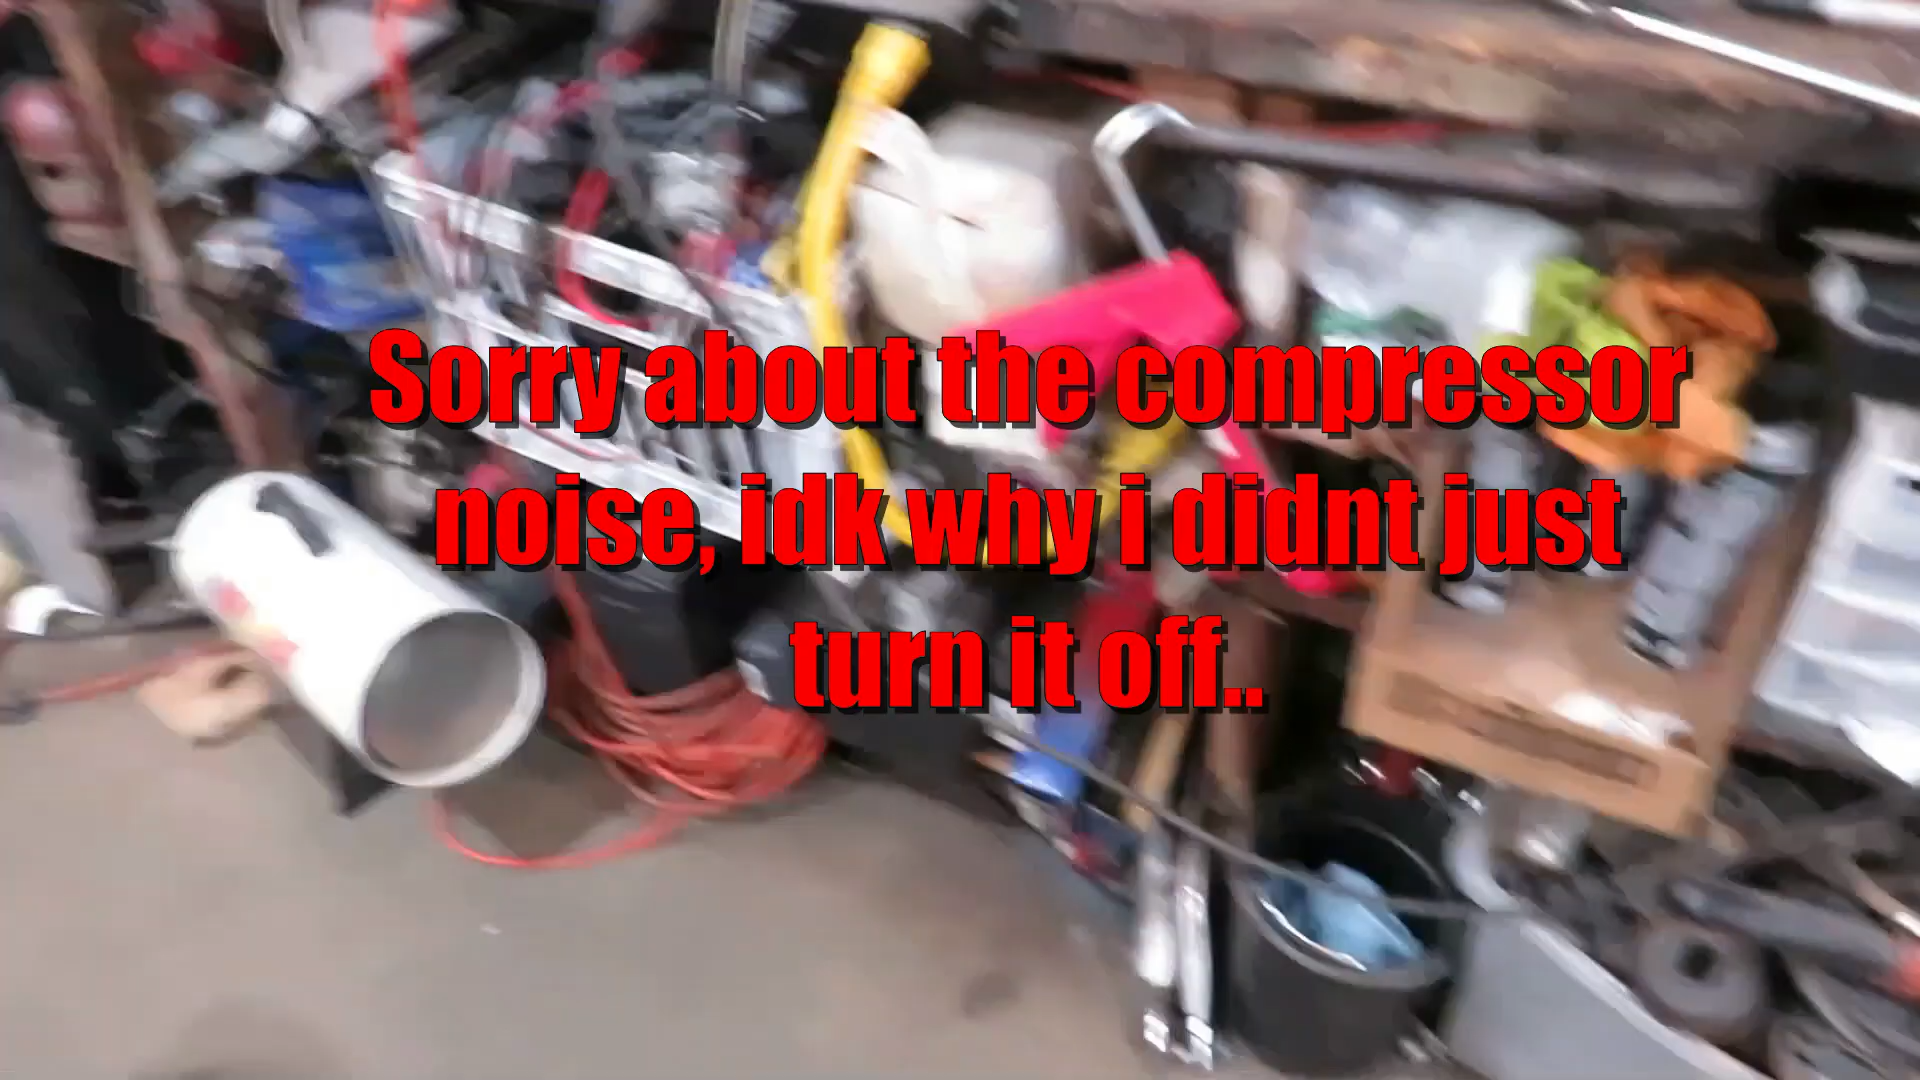 Sorry about the compressor
noise, idk why i didnt just
turn it off..